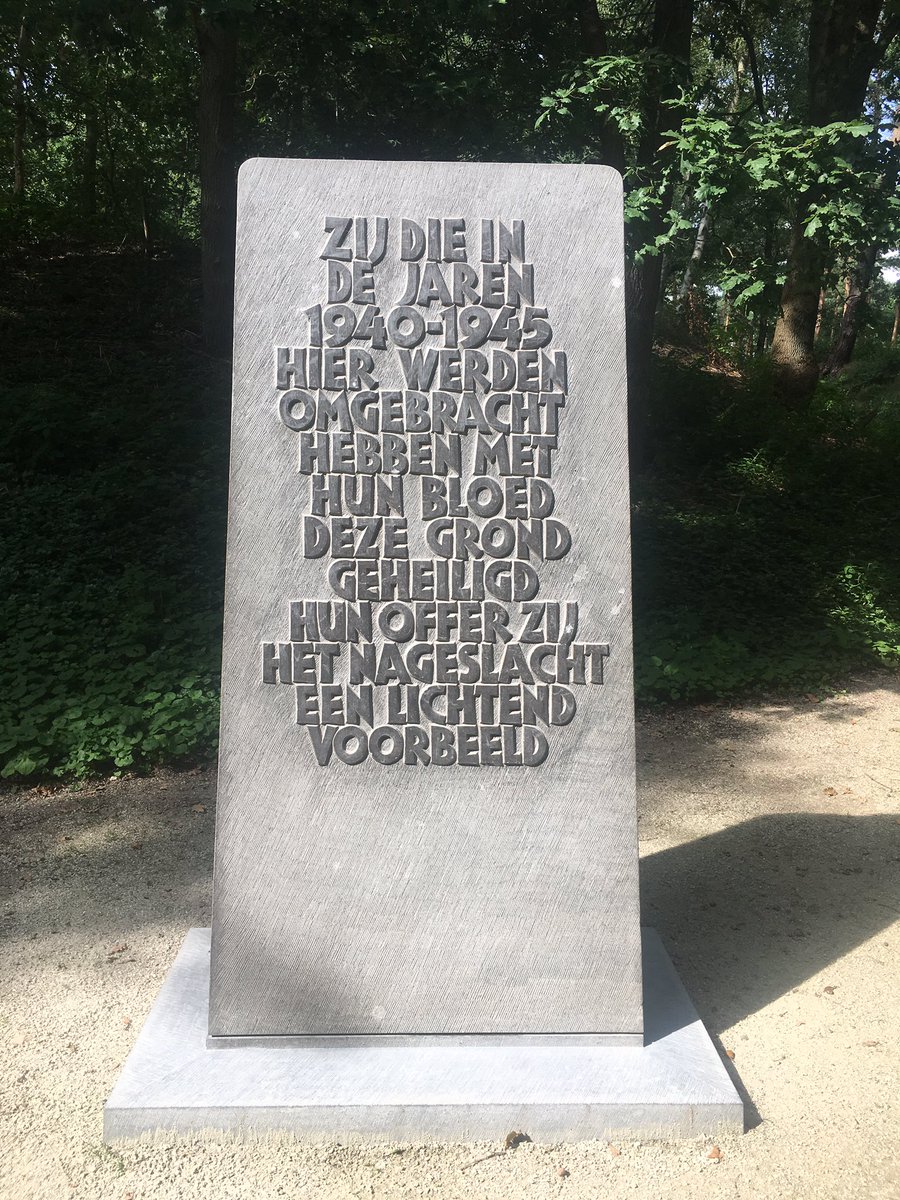 ZIJ DIE IN
DE JAREN
1940-1945
HIER WERDEN
OMGEBRACHT
HEBBEN MET
HUN BLOED
DEZE GROND
GEHEILIGD
HUN OFFER ZIJ
HET NAGESLACHT
EEN LICHTEND
VOORBEELD